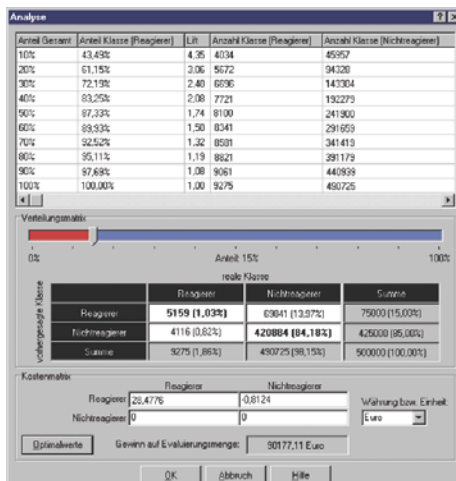 Analyse
Anteil Gesamt Anteil Klasse [Reagierer] Lift Anzahl Klasse [Reagierer] Anzahl Klasse [Nichtreagierer]
10% 43,49% 4,35 4034 45957
20% 61,15% 3,06 5672 94328
30% 72,19% 2,40 6696 143304
40% 83,25% 2,08 7721 192279
50% 87,33% 1,74 8100 241900
60% 89,93% 1,50 8341 291659
70% 92,52% 1,32 8581 341419
80% 95,11% 1,19 8821 391179
90% 97,69% 1,08 9061 440939
100% 100,00% 1,00 9275 490725
Verteilungsmatrix
0% Anteil: 15% 100%
reale Klasse
vorhergesagte Klasse
Reagierer Nichtreagierer Summe
Reagierer 5159 (1,03%) 69841 (13,97%) 75000 (15,00%)
Nichtreagierer 4116 (0,82%) 420884 (84,18%) 425000 (85,00%)
Summe 9275 (1,86%) 490725 (98,15%) 500000 (100,00%)
Kostenmatrix
Reagierer Nichtreagierer
Reagierer 28,4776 -0,8124 Währung bzw. Einheit:
Nichtreagierer 0 0 Euro
Optimalwerte Gewinn auf Evaluierungsmenge: 90177,11 Euro
OK Abbruch Hilfe